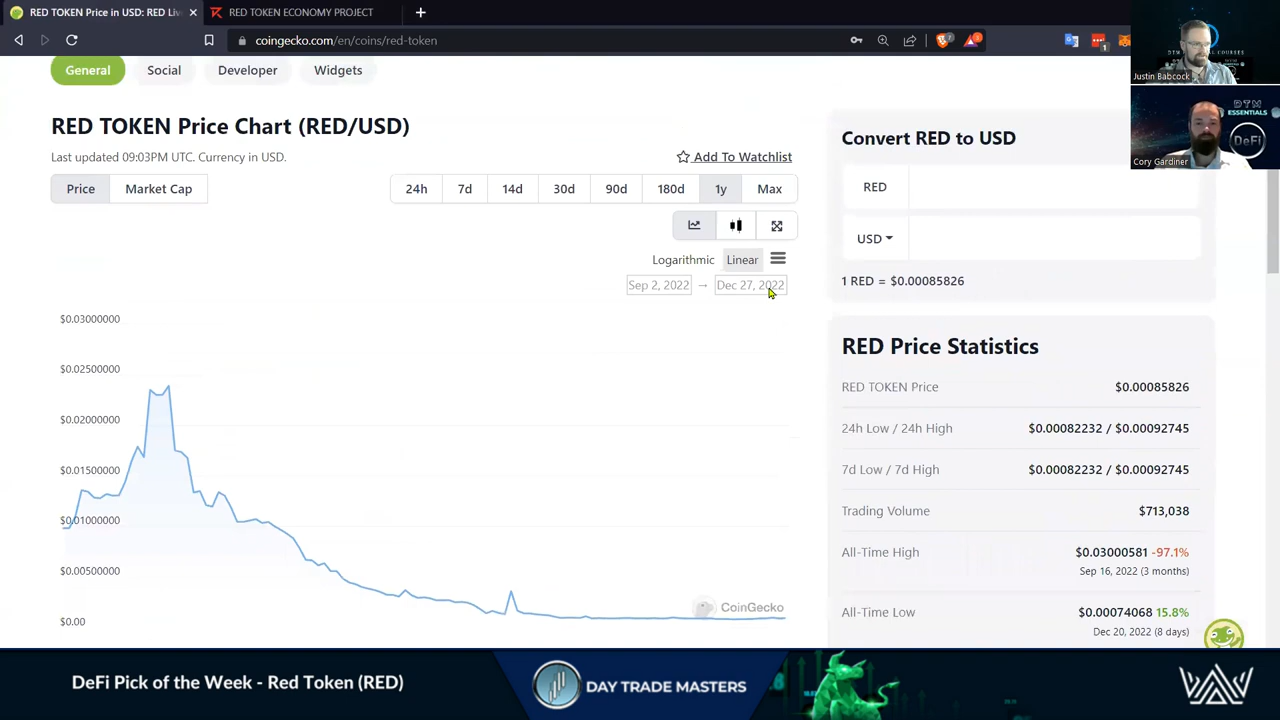 RED TOKEN Price in USD: RED Liv
RED TOKEN ECONOMY PROJECT
coingecko.com/en/coins/red-token
General
Social
Developer
Widgets
RED TOKEN Price Chart (RED/USD)
Last updated 09:03PM UTC. Currency in USD.
Add To Watchlist
Price
Market Cap
24h
7d
14d
30d
90d
180d
1y
Max
Logarithmic
Linear
Sep 2, 2022 → Dec 27, 2022
$0.03000000
$0.02500000
$0.02000000
$0.01500000
$0.01000000
$0.00500000
$0.00
CoinGecko
Convert RED to USD
RED
USD
1 RED = $0.00085826
RED Price Statistics
RED TOKEN Price $0.00085826
24h Low / 24h High $0.00082232 / $0.00092745
7d Low / 7d High $0.00082232 / $0.00092745
Trading Volume $713,038
All-Time High $0.03000581 -97.1%
Sep 16, 2022 (3 months)
All-Time Low $0.00074068 15.8%
Dec 20, 2022 (8 days)
Justin Babcock
DTM
ESSENTIALS
DeFi
Cory Gardiner
DeFi Pick of the Week - Red Token (RED)
DAY TRADE MASTERS